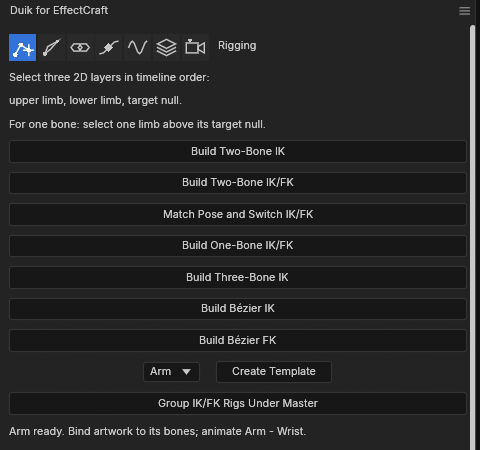 Duik for EffectCraft
Rigging
Select three 2D layers in timeline order:
upper limb, lower limb, target null.
For one bone: select one limb above its target null.
Build Two-Bone IK
Build Two-Bone IK/FK
Match Pose and Switch IK/FK
Build One-Bone IK/FK
Build Three-Bone IK
Build Bézier IK
Build Bézier FK
Arm
Create Template
Group IK/FK Rigs Under Master
Arm ready. Bind artwork to its bones; animate Arm - Wrist.